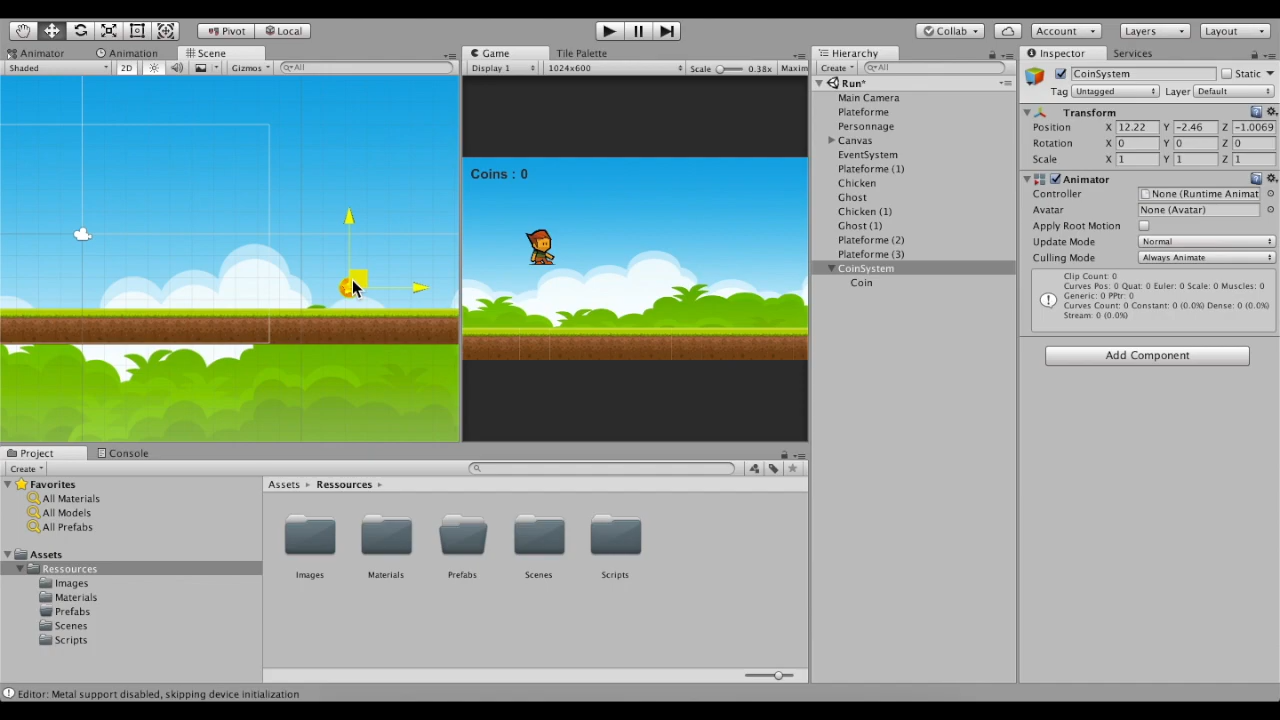 Pivot Local Collab Account Layers Layout
Animator Animation Scene Game Tile Palette Hierarchy Inspector Services
Shaded 2D Gizmos All Display 1 1024x600 Scale 0.38x Maxim Create All
CoinSystem Static
Tag Untagged Layer Default
Transform
Position X 12.22 Y -2.46 Z -1.0069
Rotation X 0 Y 0 Z 0
Scale X 1 Y 1 Z 1
Animator
Controller None (Runtime Animat
Avatar None (Avatar)
Apply Root Motion
Update Mode Normal
Culling Mode Always Animate
Clip Count: 0
Curves Pos: 0 Quat: 0 Euler: 0 Scale: 0 Muscles: 0
Generic: 0 PPtr: 0
Curves Count: 0 Constant: 0 (0.0%) Dense: 0 (0.0%)
Stream: 0 (0.0%)
Add Component
Run*
Main Camera
Plateforme
Personnage
Canvas
EventSystem
Plateforme (1)
Chicken
Ghost
Chicken (1)
Ghost (1)
Plateforme (2)
Plateforme (3)
CoinSystem
Coin
Coins : 0
Project Console
Create
Favorites
All Materials
All Models
All Prefabs
Assets
Ressources
Images
Materials
Prefabs
Scenes
Scripts
Assets Ressources
Images Materials Prefabs Scenes Scripts
Editor: Metal support disabled, skipping device initialization